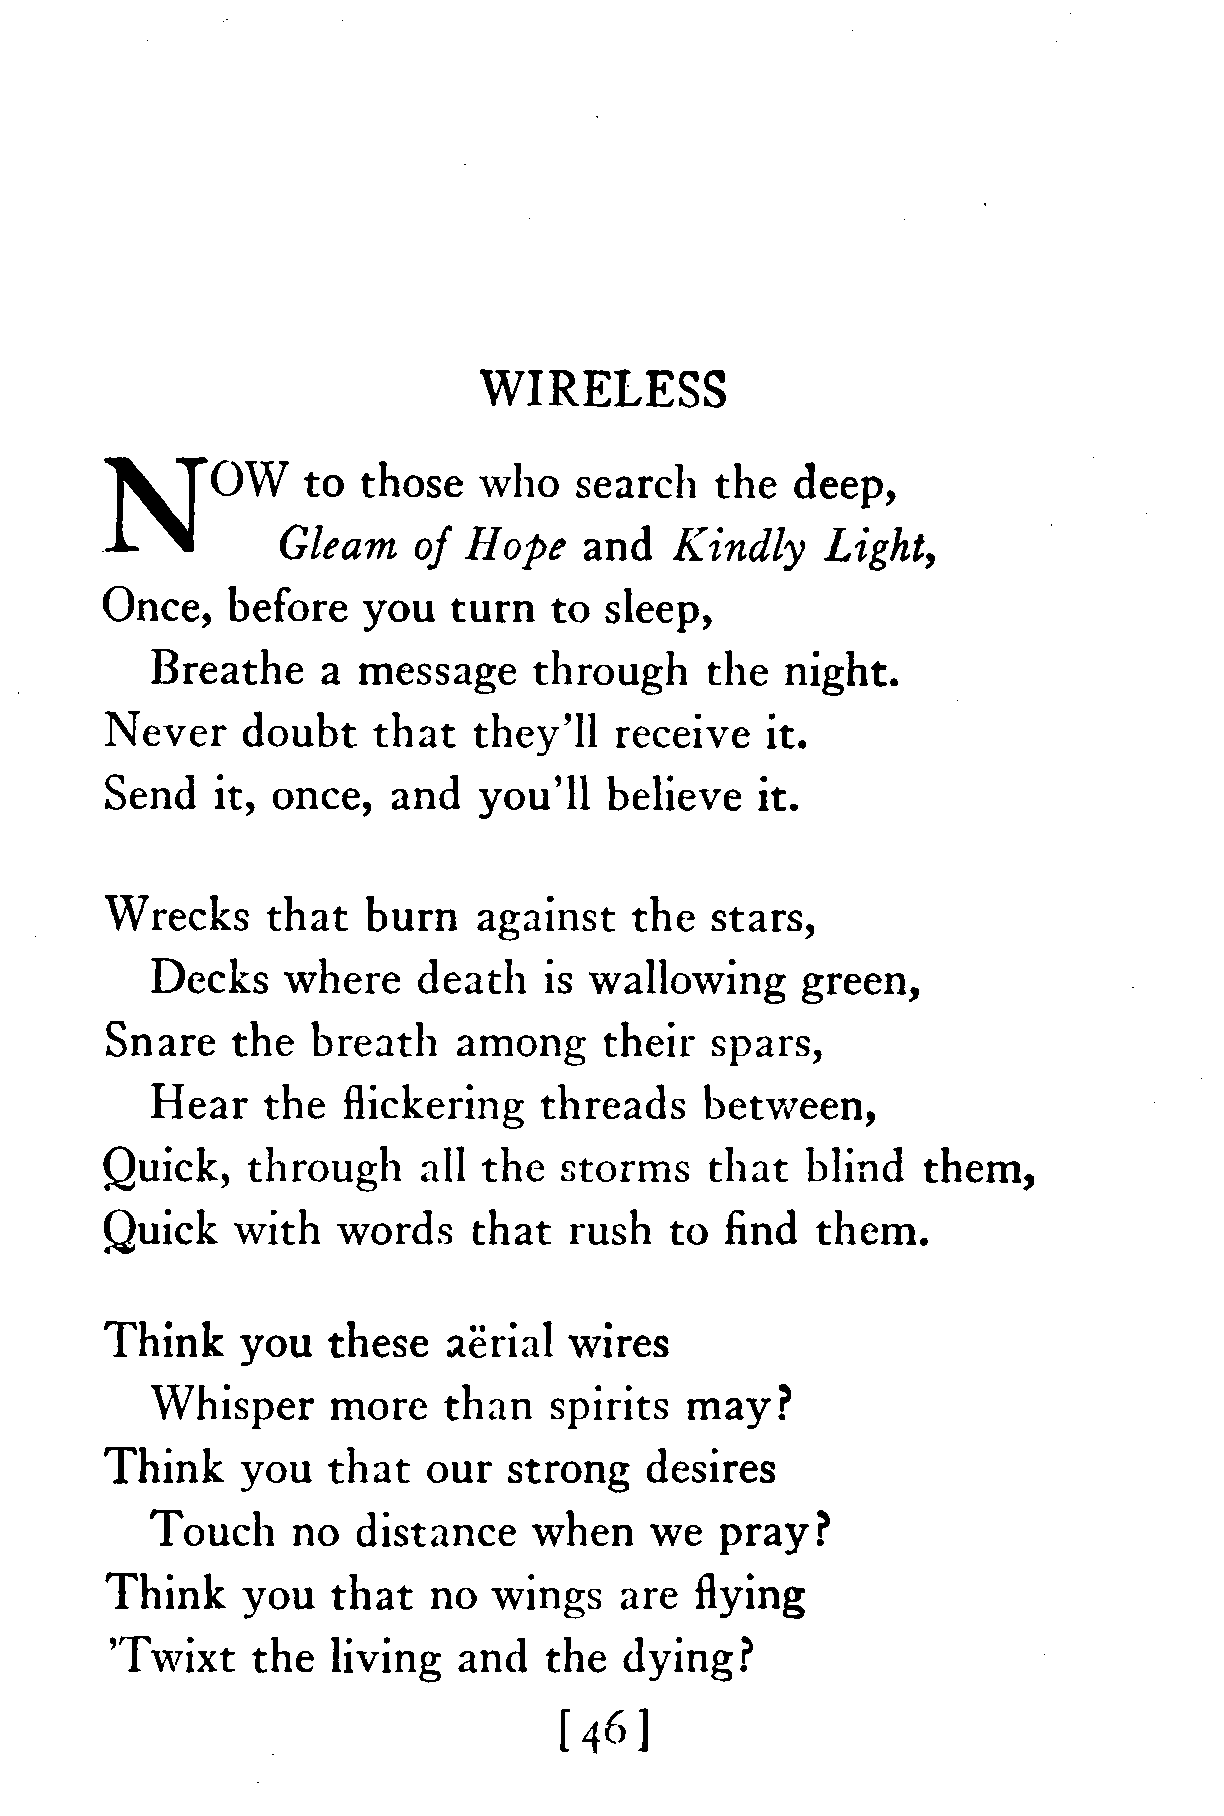 WIRELESS
NOW to those who search the deep,
Gleam of Hope and Kindly Light,
Once, before you turn to sleep,
Breathe a message through the night.
Never doubt that they'll receive it.
Send it, once, and you'll believe it.
Wrecks that burn against the stars,
Decks where death is wallowing green,
Snare the breath among their spars,
Hear the flickering threads between,
Quick, through all the storms that blind them,
Quick with words that rush to find them.
Think you these aërial wires
Whisper more than spirits may?
Think you that our strong desires
Touch no distance when we pray?
Think you that no wings are flying
'Twixt the living and the dying?
[46]